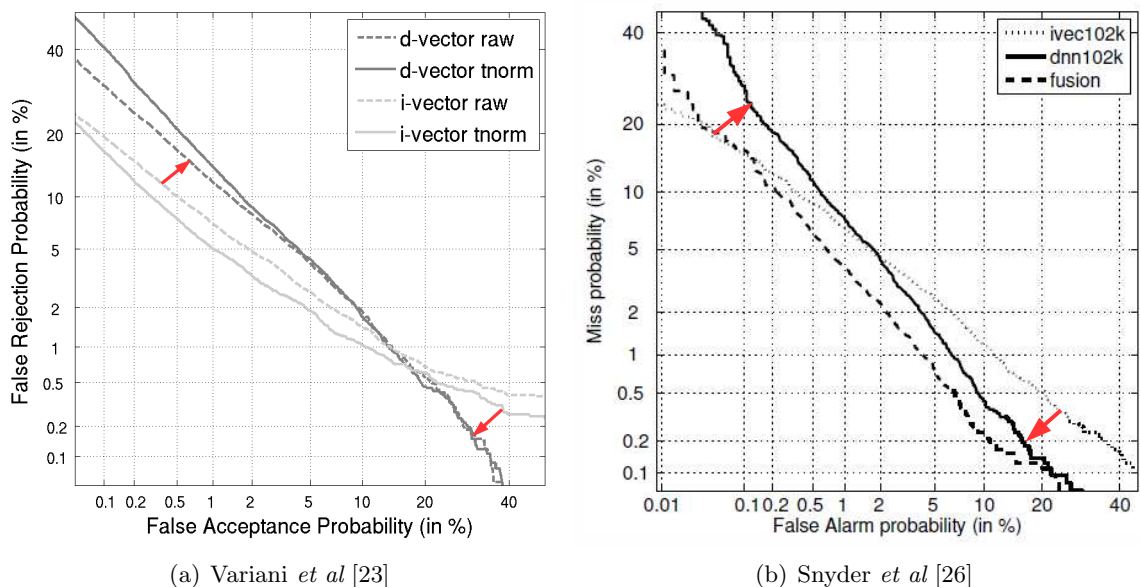 False Rejection Probability (in %)
40
20
10
5
2
1
0.5
0.2
0.1
d-vector raw
d-vector tnorm
i-vector raw
i-vector tnorm
0.1 0.2 0.5 1 2 5 10 20 40
False Acceptance Probability (in %)
(a) Variani et al [23]
Miss probability (in %)
40
20
10
5
2
1
0.5
0.2
0.1
ivec102k
dnn102k
fusion
0.01 0.1 0.2 0.5 1 2 5 10 20 40
False Alarm probability (in %)
(b) Snyder et al [26]